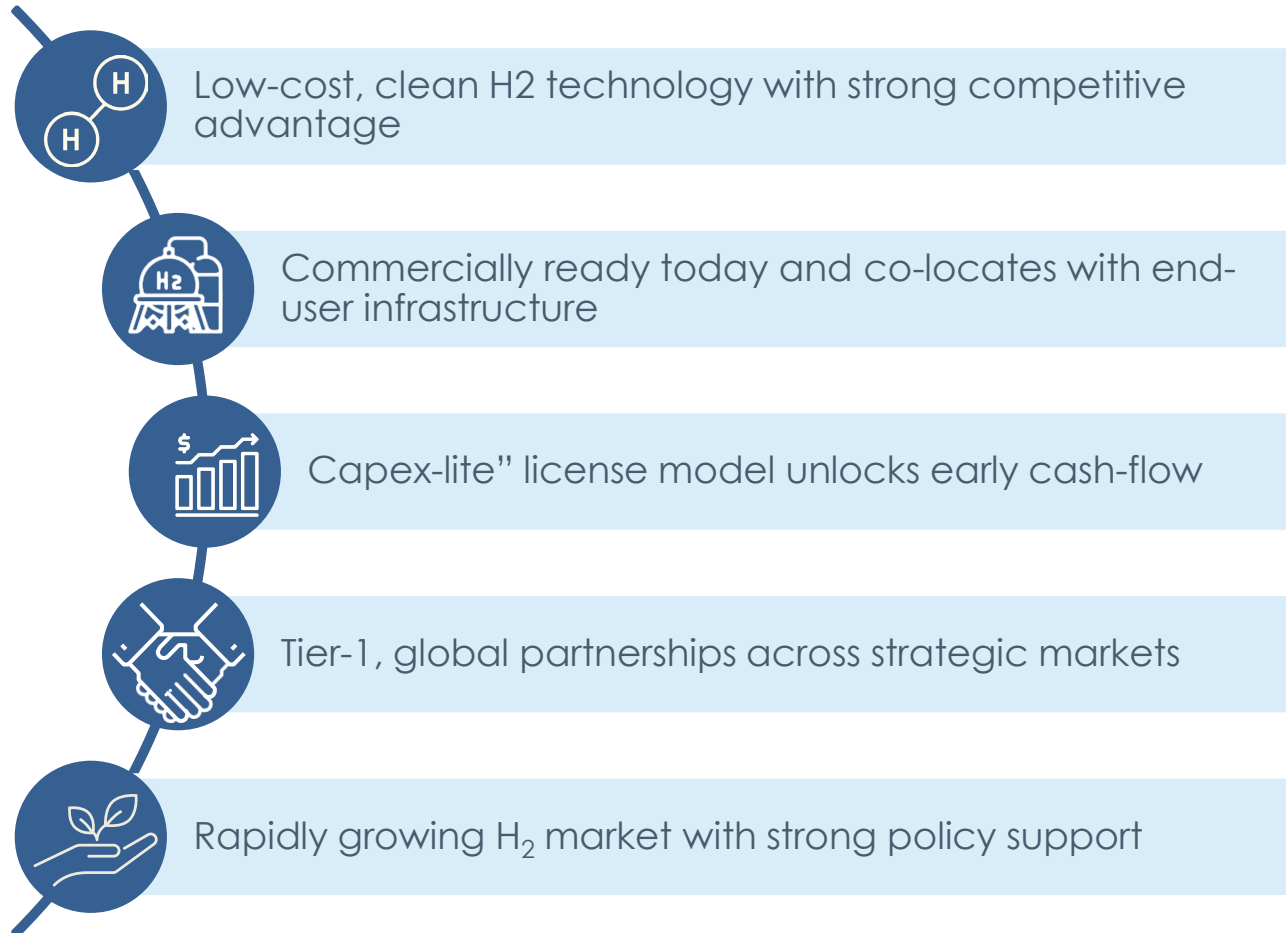 H
H
Low-cost, clean H2 technology with strong competitive
advantage
H2
Commercially ready today and co-locates with end-
user infrastructure
$
Capex-lite” license model unlocks early cash-flow
Tier-1, global partnerships across strategic markets
Rapidly growing H₂ market with strong policy support